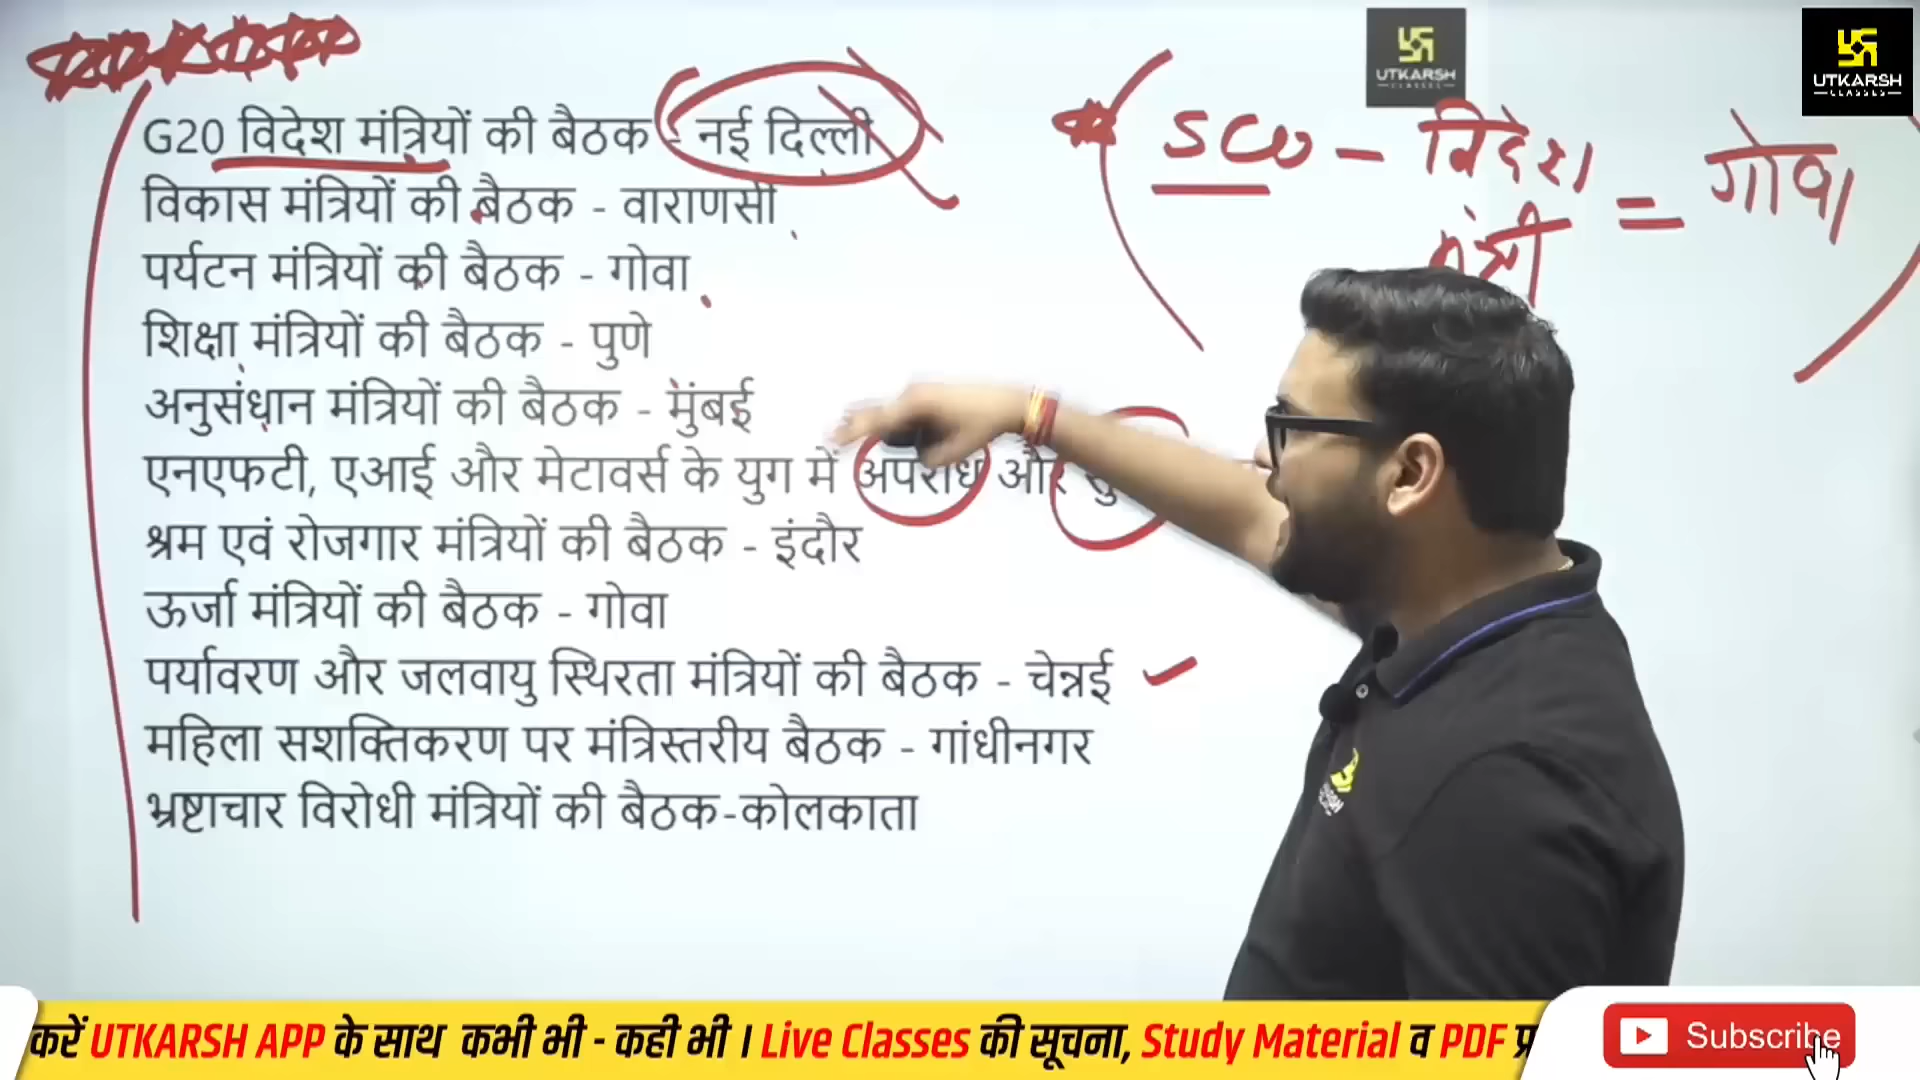 G20 विदेश मंत्रियों की बैठक - नई दिल्ली
विकास मंत्रियों की बैठक - वाराणसी
पर्यटन मंत्रियों की बैठक - गोवा
शिक्षा मंत्रियों की बैठक - पुणे
अनुसंधान मंत्रियों की बैठक - मुंबई
एनएफटी, एआई और मेटावर्स के युग में अपराध और
श्रम एवं रोजगार मंत्रियों की बैठक - इंदौर
ऊर्जा मंत्रियों की बैठक - गोवा
पर्यावरण और जलवायु स्थिरता मंत्रियों की बैठक - चेन्नई
महिला सशक्तिकरण पर मंत्रिस्तरीय बैठक - गांधीनगर
भ्रष्टाचार विरोधी मंत्रियों की बैठक-कोलकाता
SCO - विदेश
मंत्री = गोवा
UTKARSH
CLASSES
UTKARSH
CLASSES
करें UTKARSH APP के साथ कभी भी - कही भी । Live Classes की सूचना, Study Material व PDF प्र
Subscribe